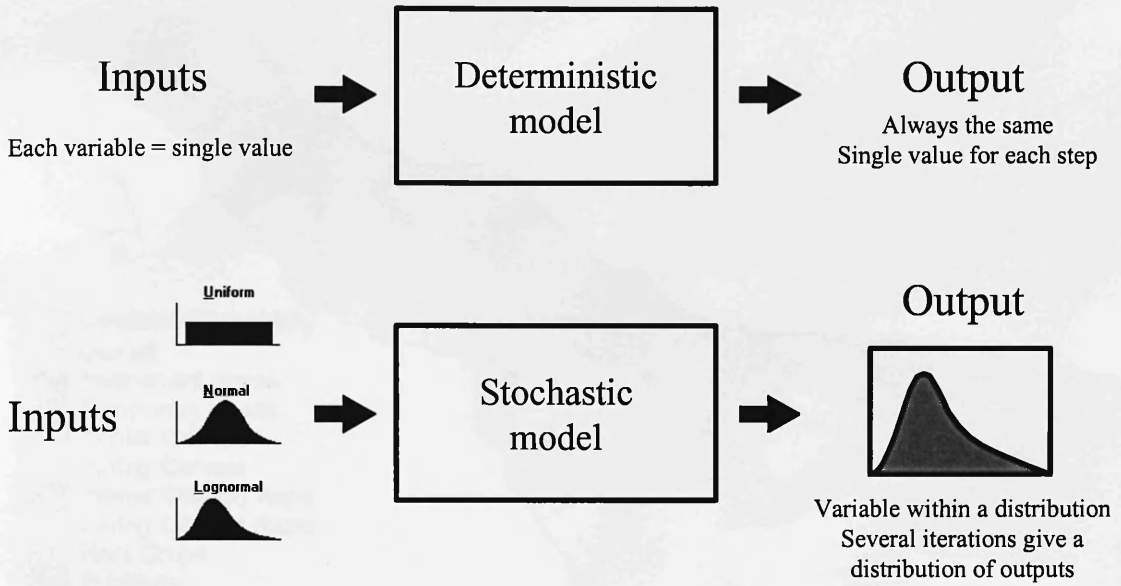 Inputs
Each variable = single value
Deterministic
model
Output
Always the same
Single value for each step
Inputs
Uniform
Normal
Lognormal
Stochastic
model
Output
Variable within a distribution
Several iterations give a
distribution of outputs